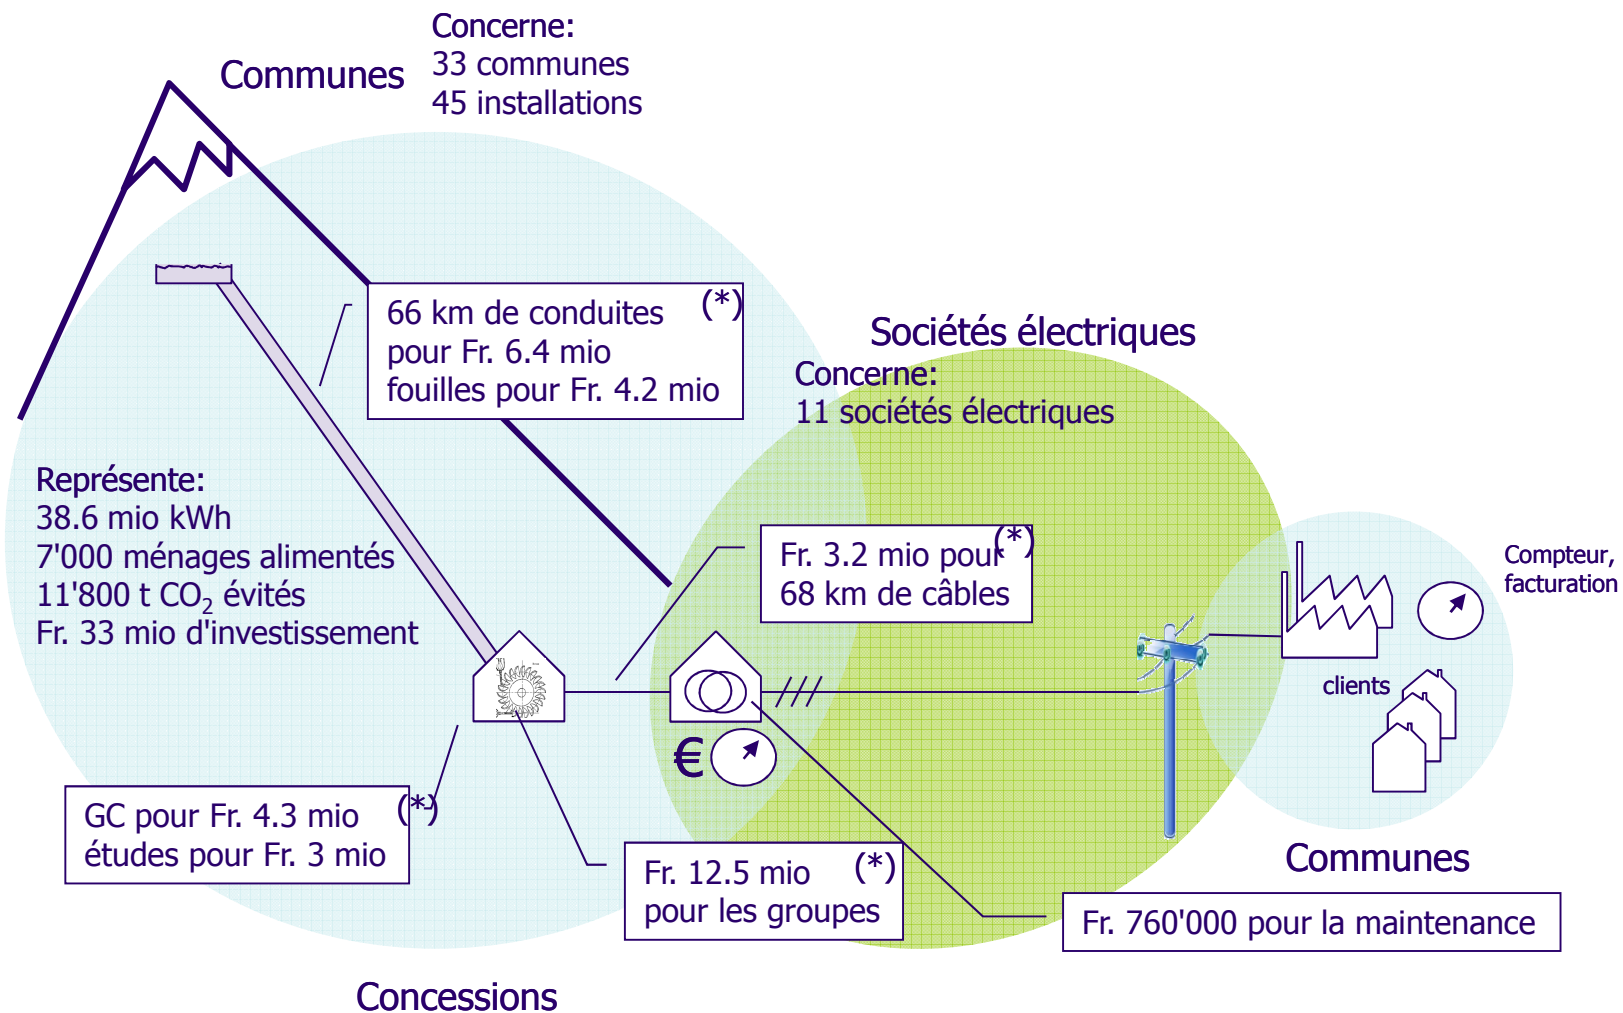 Concerne:
33 communes
45 installations
Communes
66 km de conduites (*)
pour Fr. 6.4 mio
fouilles pour Fr. 4.2 mio
Sociétés électriques
Concerne:
11 sociétés électriques
Représente:
38.6 mio kWh
7'000 ménages alimentés
11'800 t CO₂ évités
Fr. 33 mio d'investissement
Fr. 3.2 mio pour (*)
68 km de câbles
Compteur,
facturation
clients
€
GC pour Fr. 4.3 mio (*)
études pour Fr. 3 mio
Fr. 12.5 mio (*)
pour les groupes
Communes
Fr. 760'000 pour la maintenance
Concessions